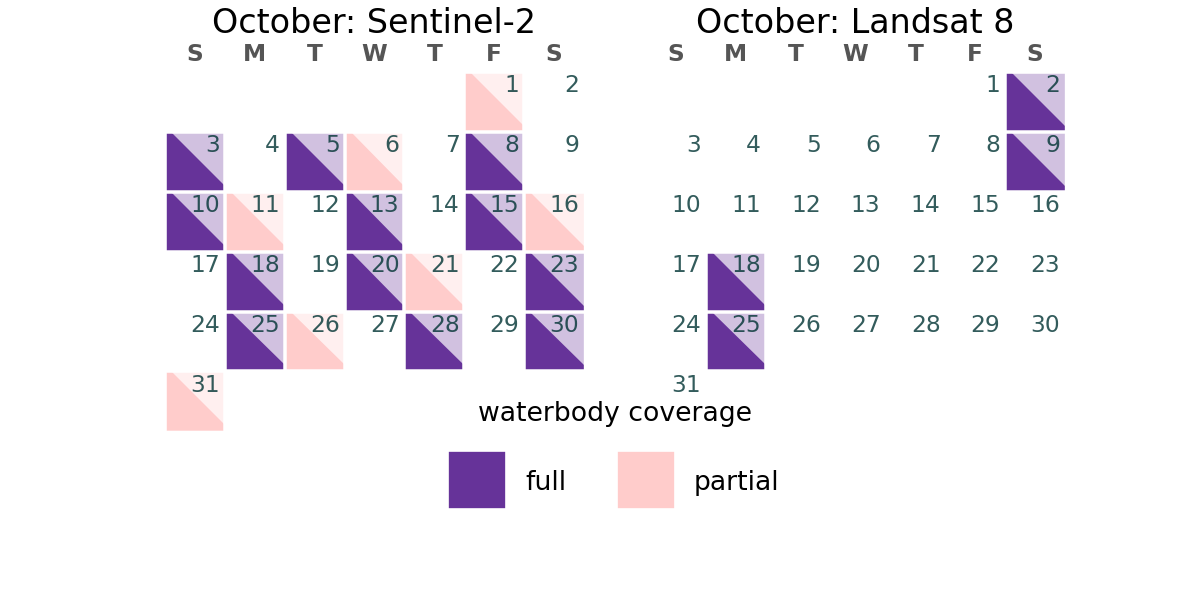 October: Sentinel-2
S M T W T F S
1 2
3 4 5 6 7 8 9
10 11 12 13 14 15 16
17 18 19 20 21 22 23
24 25 26 27 28 29 30
31
October: Landsat 8
S M T W T F S
1 2
3 4 5 6 7 8 9
10 11 12 13 14 15 16
17 18 19 20 21 22 23
24 25 26 27 28 29 30
31
waterbody coverage
full partial